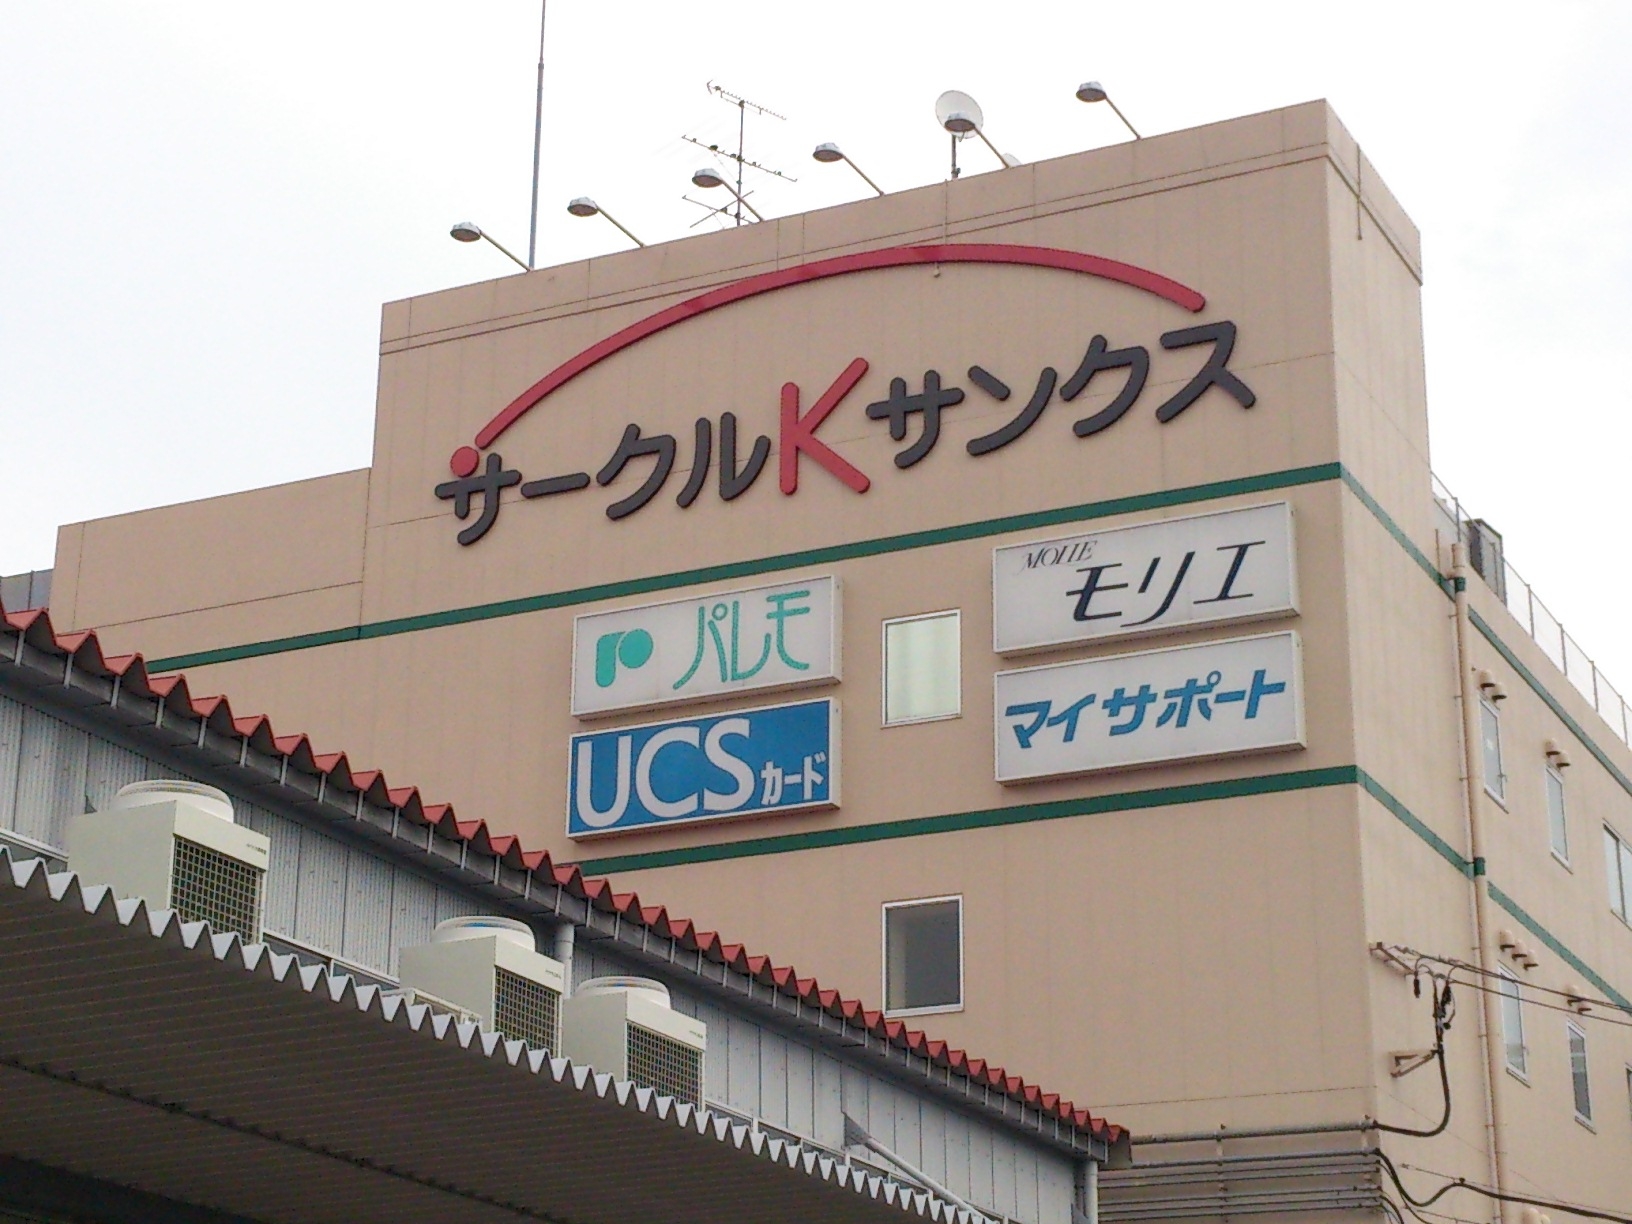 サークルKサンクス
パレモ
UCSカード
MOLIE
モリエ
マイサポート